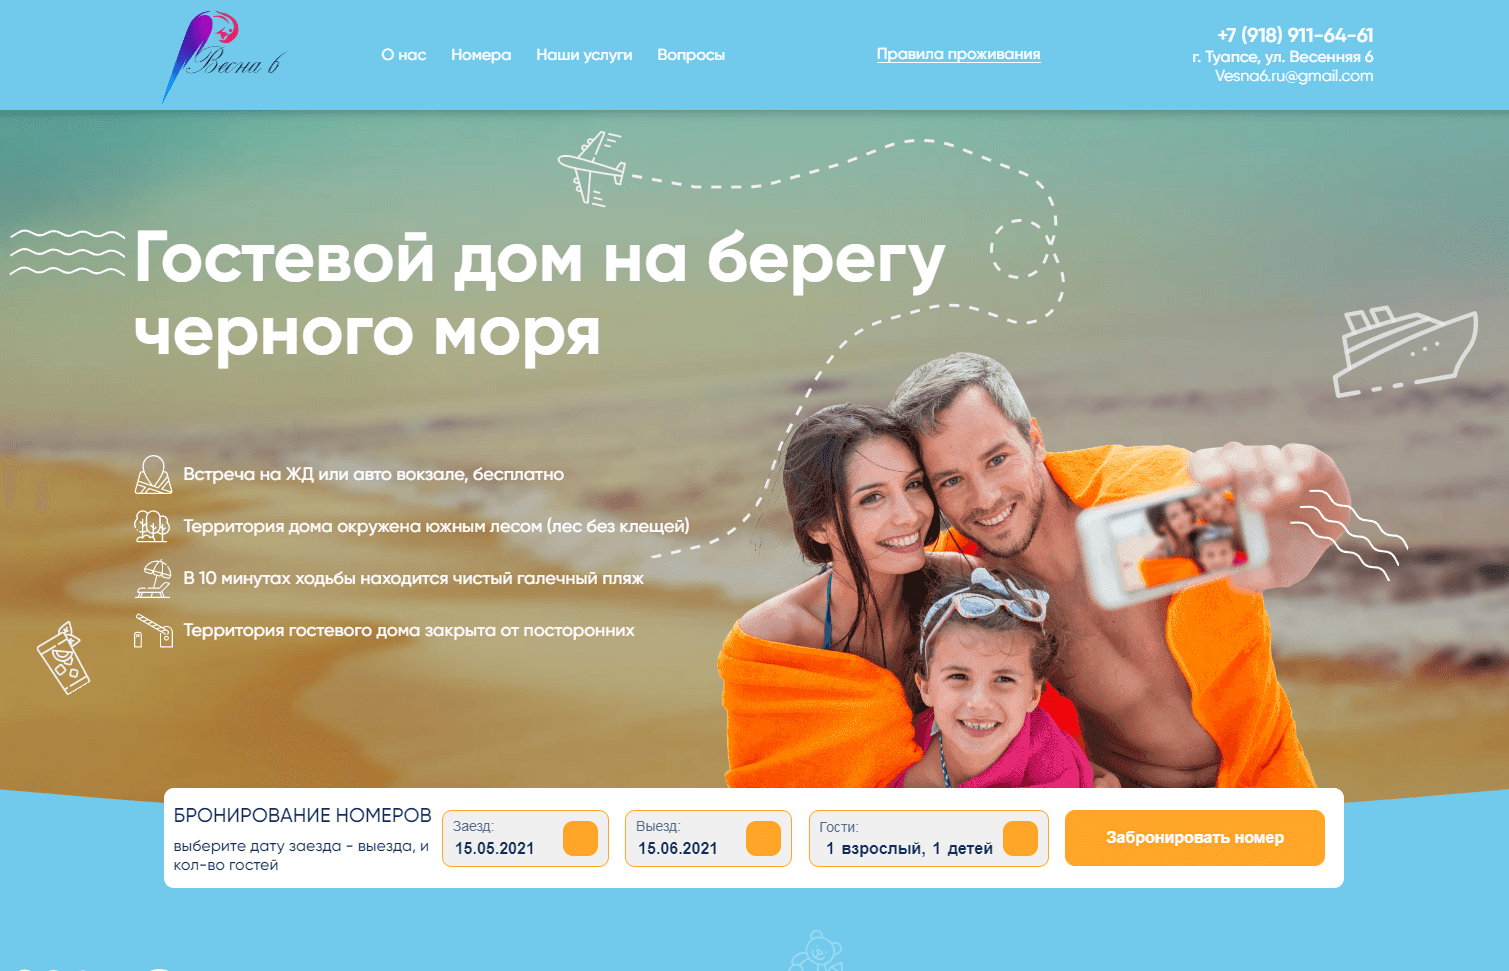 Весна 6
О нас Номера Наши услуги Вопросы
Правила проживания
+7 (918) 911-64-61
г. Туапсе, ул. Весенняя 6
Vesna6.ru@gmail.com
Гостевой дом на берегу
черного моря
Встреча на ЖД или авто вокзале, бесплатно
Территория дома окружена южным лесом (лес без клещей)
В 10 минутах ходьбы находится чистый галечный пляж
Территория гостевого дома закрыта от посторонних
БРОНИРОВАНИЕ НОМЕРОВ
выберите дату заезда - выезда, и
кол-во гостей
Заезд:
15.05.2021
Выезд:
15.06.2021
Гости:
1 взрослый, 1 детей
Забронировать номер